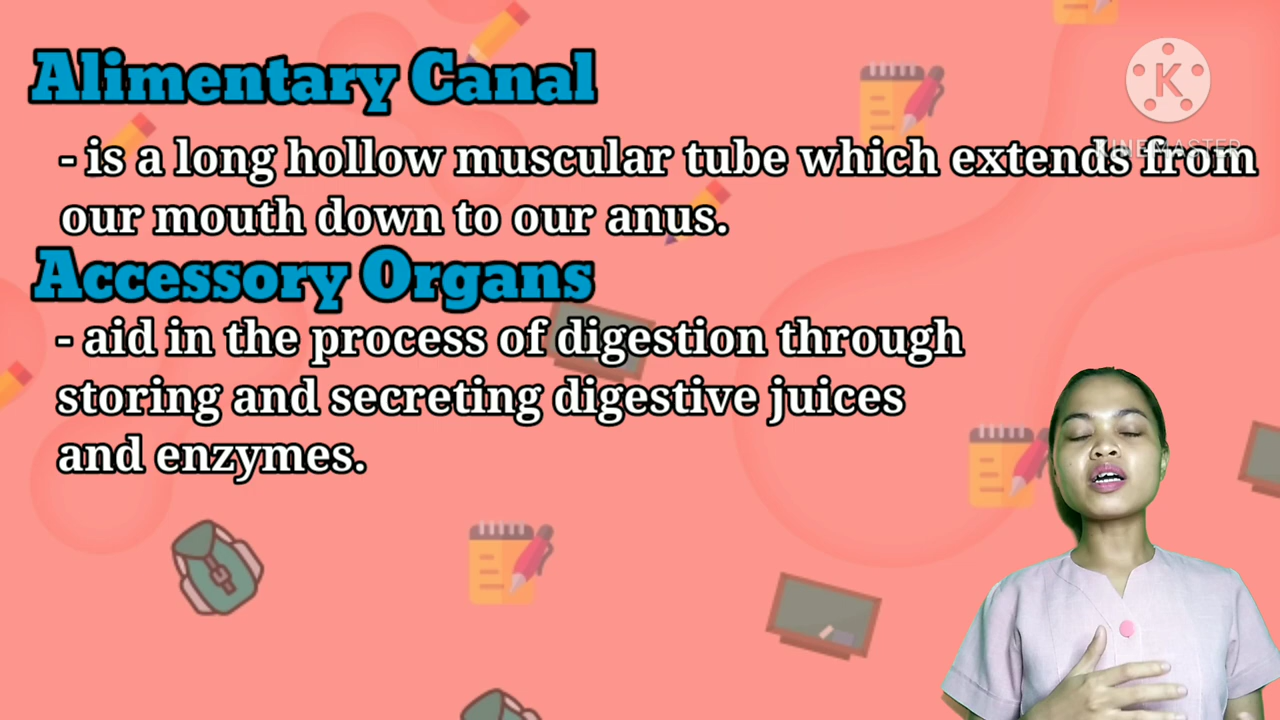 Alimentary Canal
K
- is a long hollow muscular tube which extends from
KINEMASTER
our mouth down to our anus.
Accessory Organs
- aid in the process of digestion through
storing and secreting digestive juices
and enzymes.